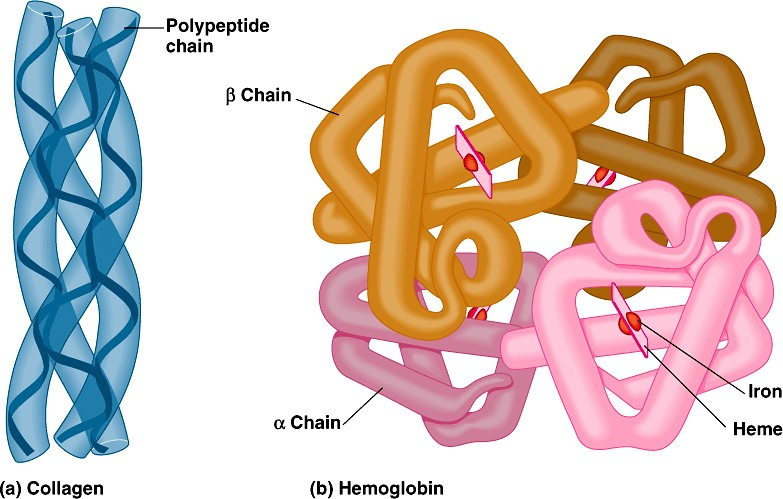 Polypeptide
chain
β Chain
α Chain
Iron
Heme
(a) Collagen
(b) Hemoglobin